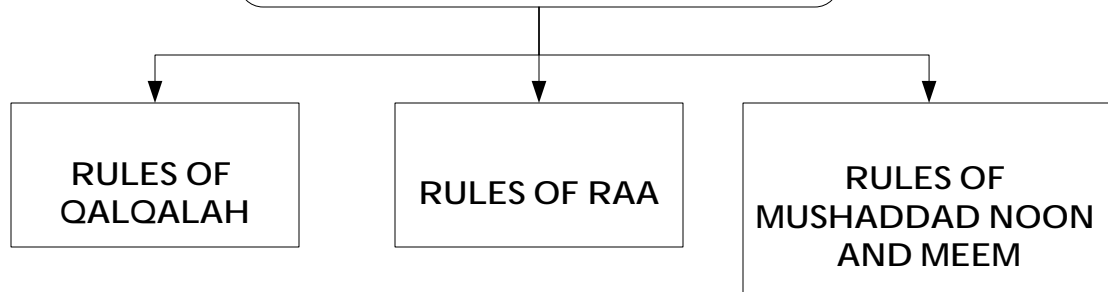 RULES OF
QALQALAH
RULES OF RAA
RULES OF
MUSHADDAD NOON
AND MEEM